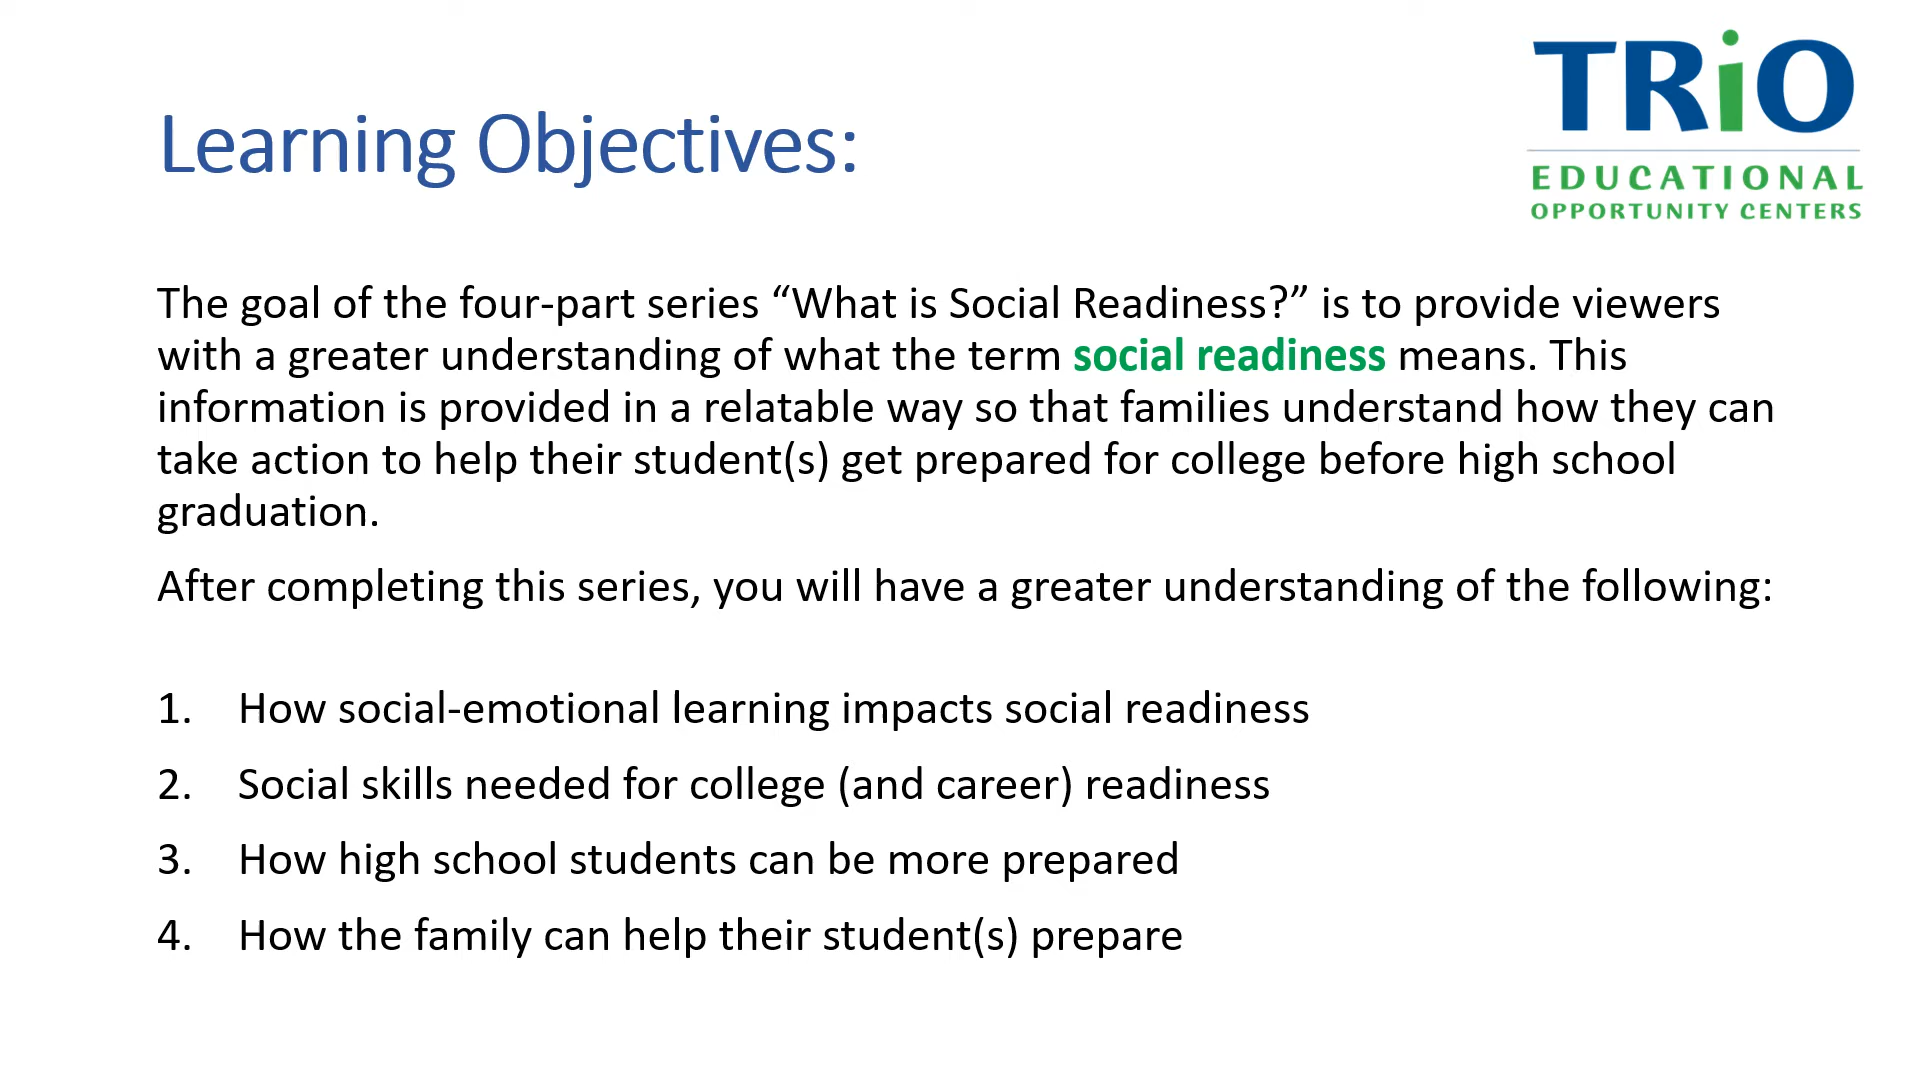 TRiO
EDUCATIONAL
OPPORTUNITY CENTERS
Learning Objectives:
The goal of the four-part series “What is Social Readiness?” is to provide viewers
with a greater understanding of what the term social readiness means. This
information is provided in a relatable way so that families understand how they can
take action to help their student(s) get prepared for college before high school
graduation.
After completing this series, you will have a greater understanding of the following:
1. How social-emotional learning impacts social readiness
2. Social skills needed for college (and career) readiness
3. How high school students can be more prepared
4. How the family can help their student(s) prepare